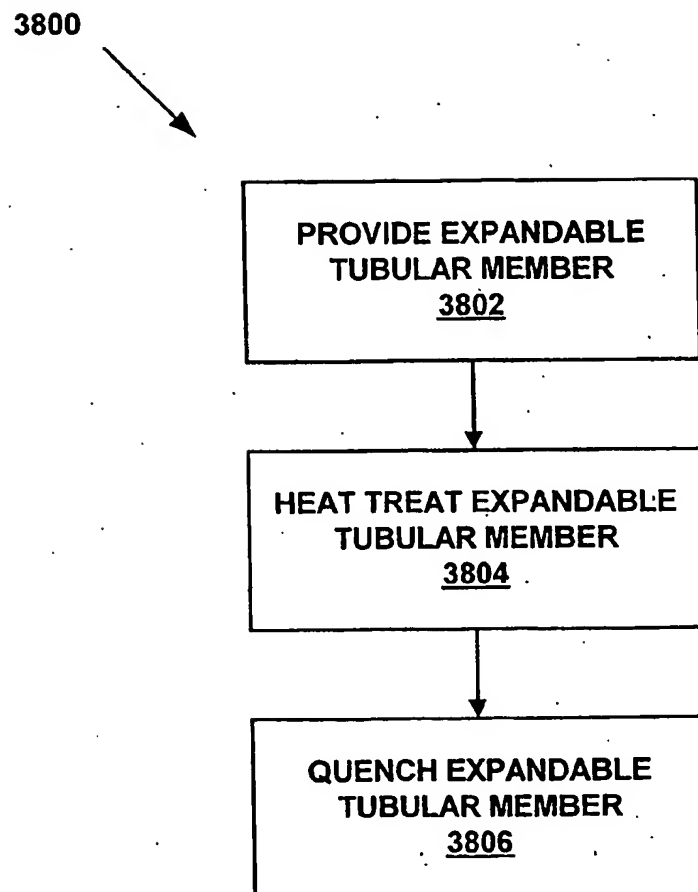 3800
PROVIDE EXPANDABLE
TUBULAR MEMBER
3802
HEAT TREAT EXPANDABLE
TUBULAR MEMBER
3804
QUENCH EXPANDABLE
TUBULAR MEMBER
3806